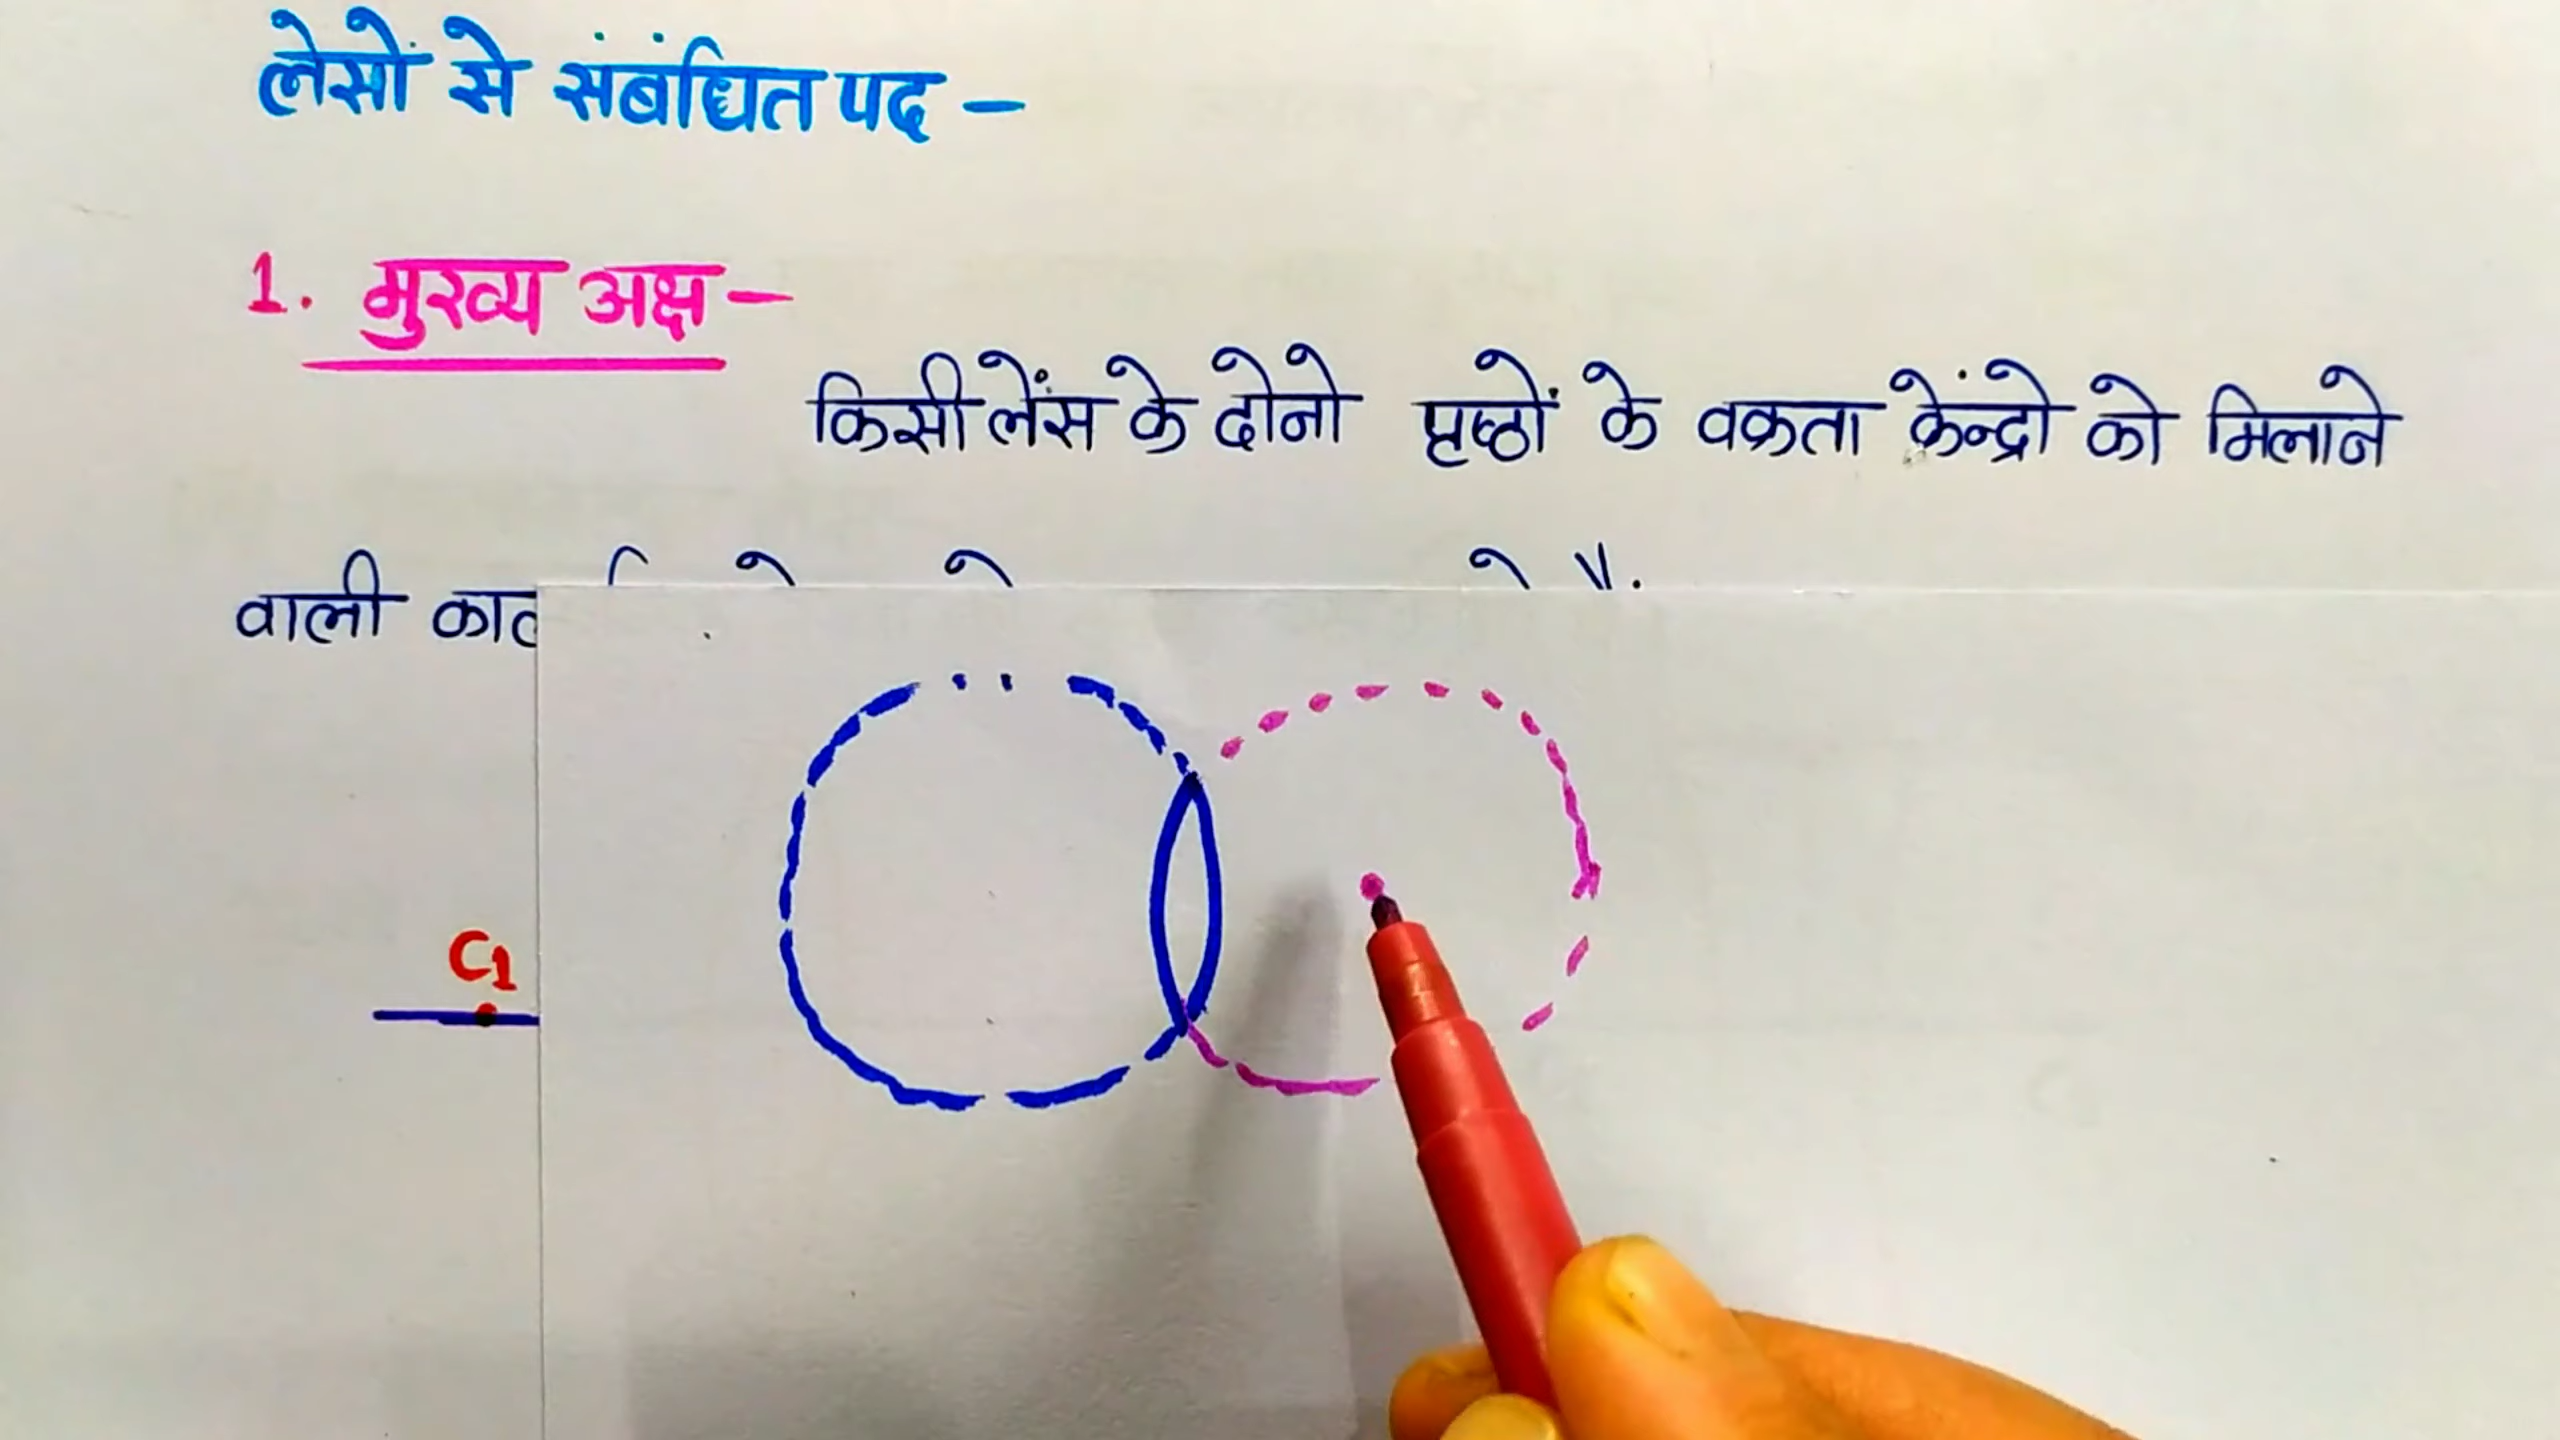 लेसों से संबंधित पद –
1. मुख्य अक्ष –
किसी लेंस के दोनो पृष्ठों के वक्रता केंन्द्रो को मिलाने
वाली
C1